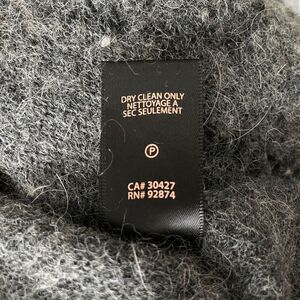 DRY CLEAN ONLY
NETTOYAGE A
SEC SEULEMENT
P
CA# 30427
RN# 92874